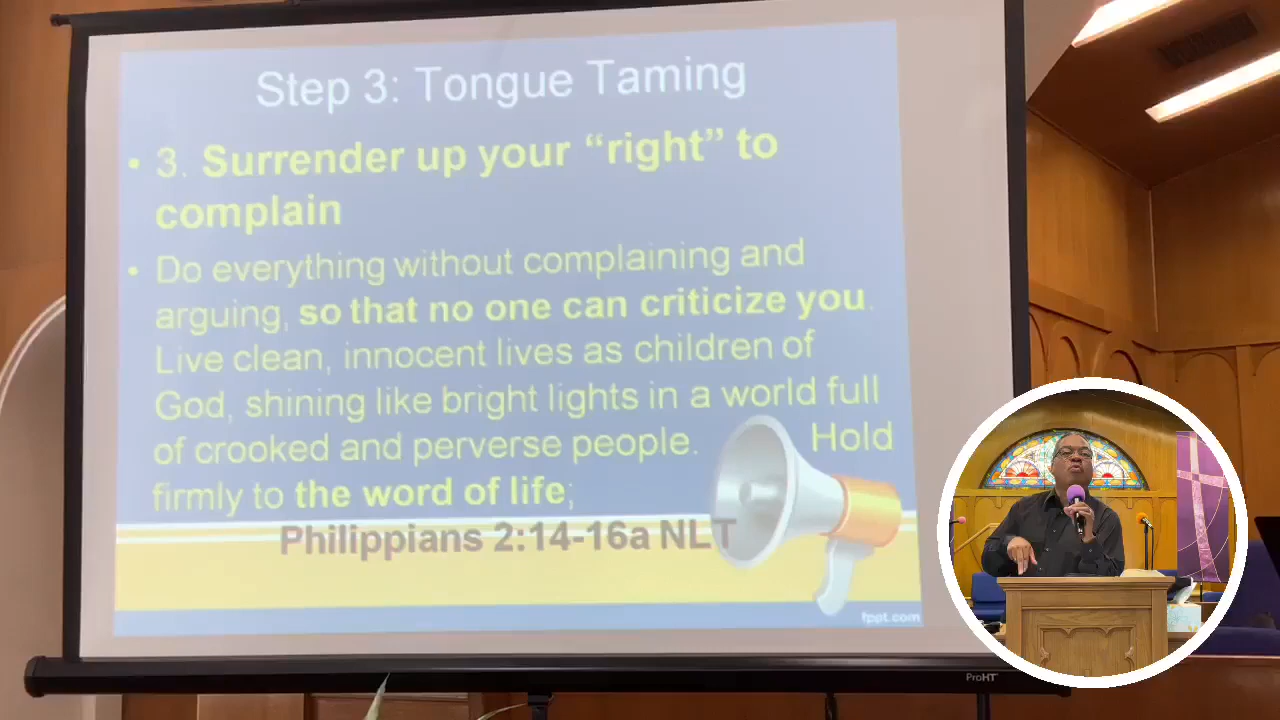 Step 3: Tongue Taming
• 3. Surrender up your “right” to
complain
• Do everything without complaining and
arguing, so that no one can criticize you.
Live clean, innocent lives as children of
God, shining like bright lights in a world full
of crooked and perverse people. Hold
firmly to the word of life;
Philippians 2:14-16a NLT
fppt.com
ProHT